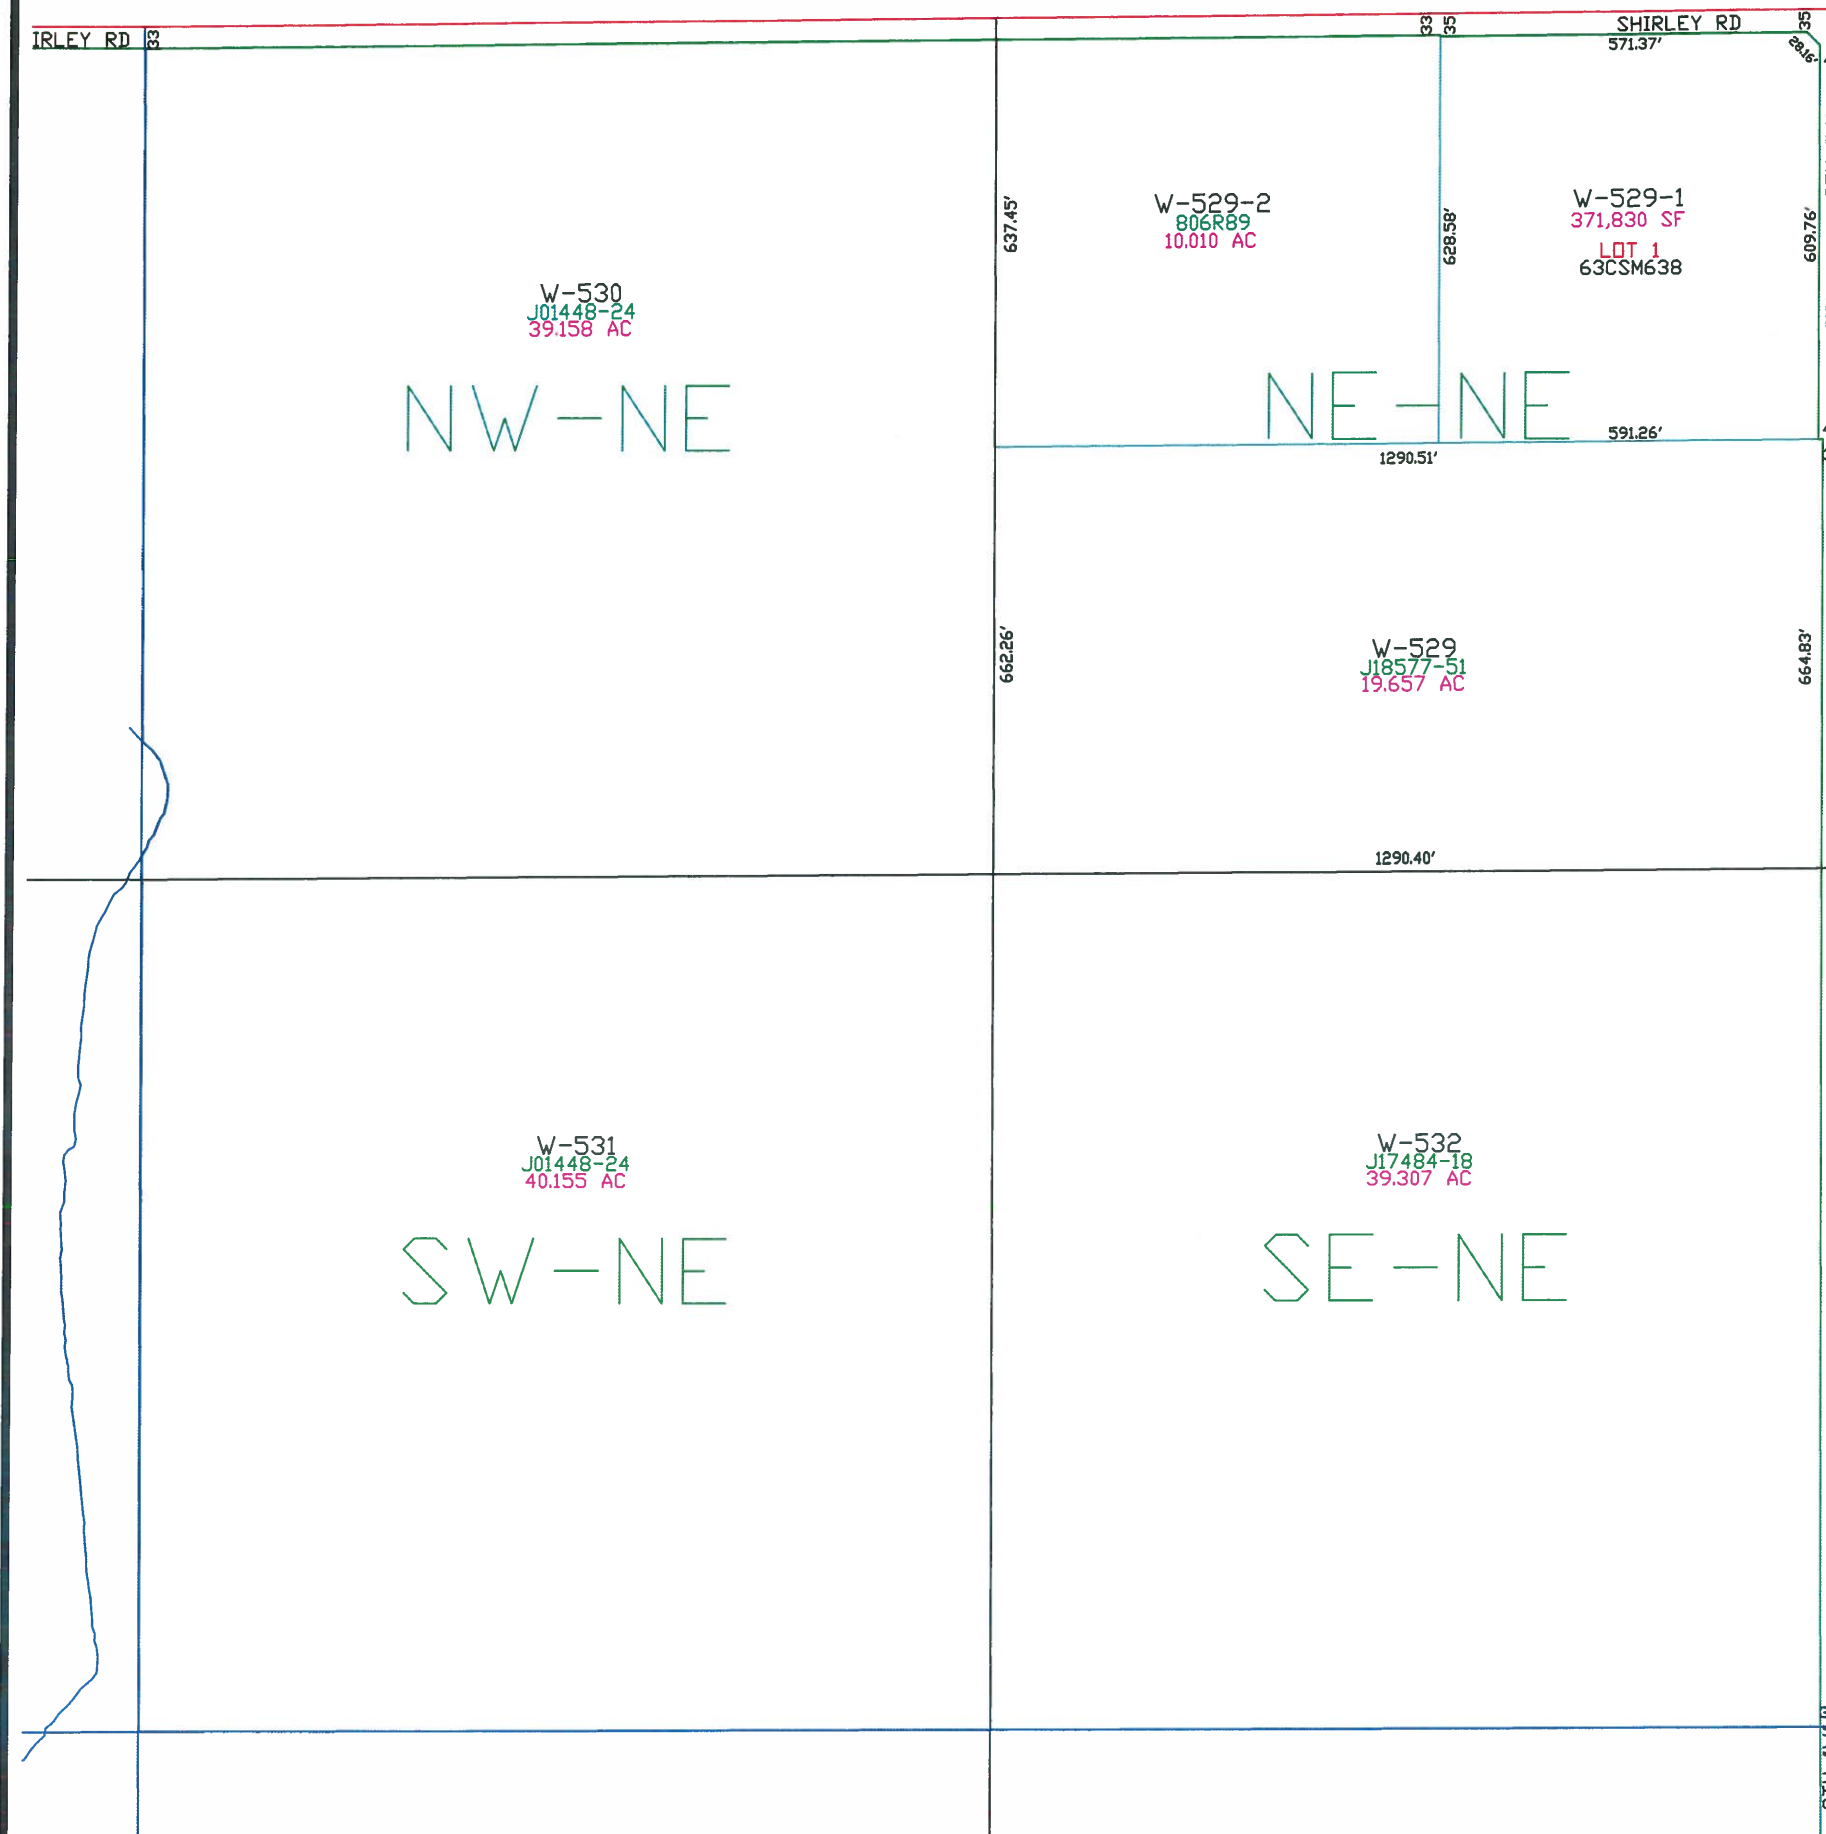 IRLEY RD
33
33
35
SHIRLEY RD
35
571.37'
28.16'
637.45'
W-529-2
806R89
10.010 AC
628.58'
W-529-1
371,830 SF
LOT 1
63CSM638
609.76'
W-530
J01448-24
39.158 AC
NW-NE
NE-NE
591.26'
1290.51'
662.26'
W-529
J18577-51
19.657 AC
664.83'
1290.40'
W-531
J01448-24
40.155 AC
W-532
J17484-18
39.307 AC
SW-NE
SE-NE